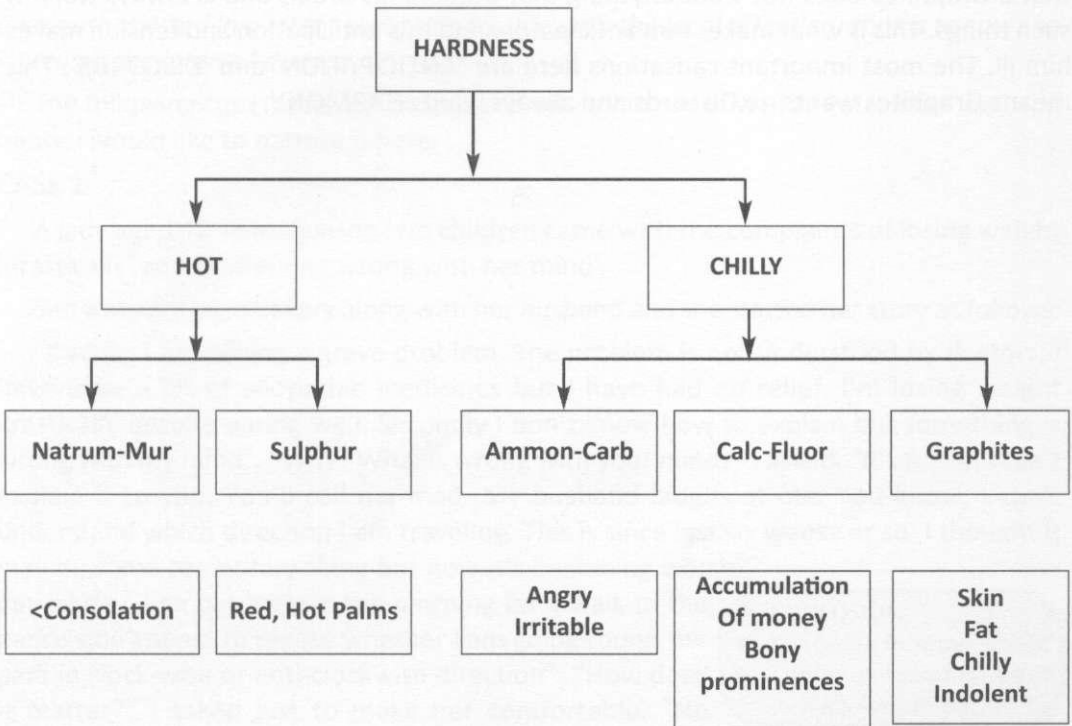 HARDNESS
HOT
CHILLY
Natrum-Mur
Sulphur
Ammon-Carb
Calc-Fluor
Graphites
<Consolation
Red, Hot Palms
Angry
Irritable
Accumulation
Of money
Bony
prominences
Skin
Fat
Chilly
Indolent